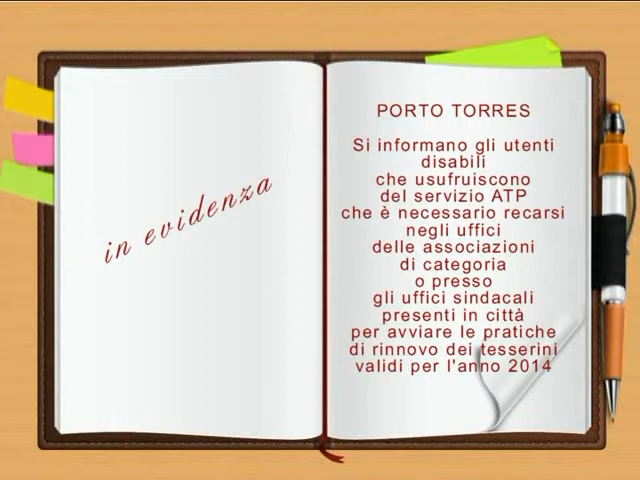 in evidenza
PORTO TORRES
Si informano gli utenti
disabili
che usufruiscono
del servizio ATP
che è necessario recarsi
negli uffici
delle associazioni
di categoria
o presso
gli uffici sindacali
presenti in città
per avviare le pratiche
di rinnovo dei tesserini
validi per l'anno 2014